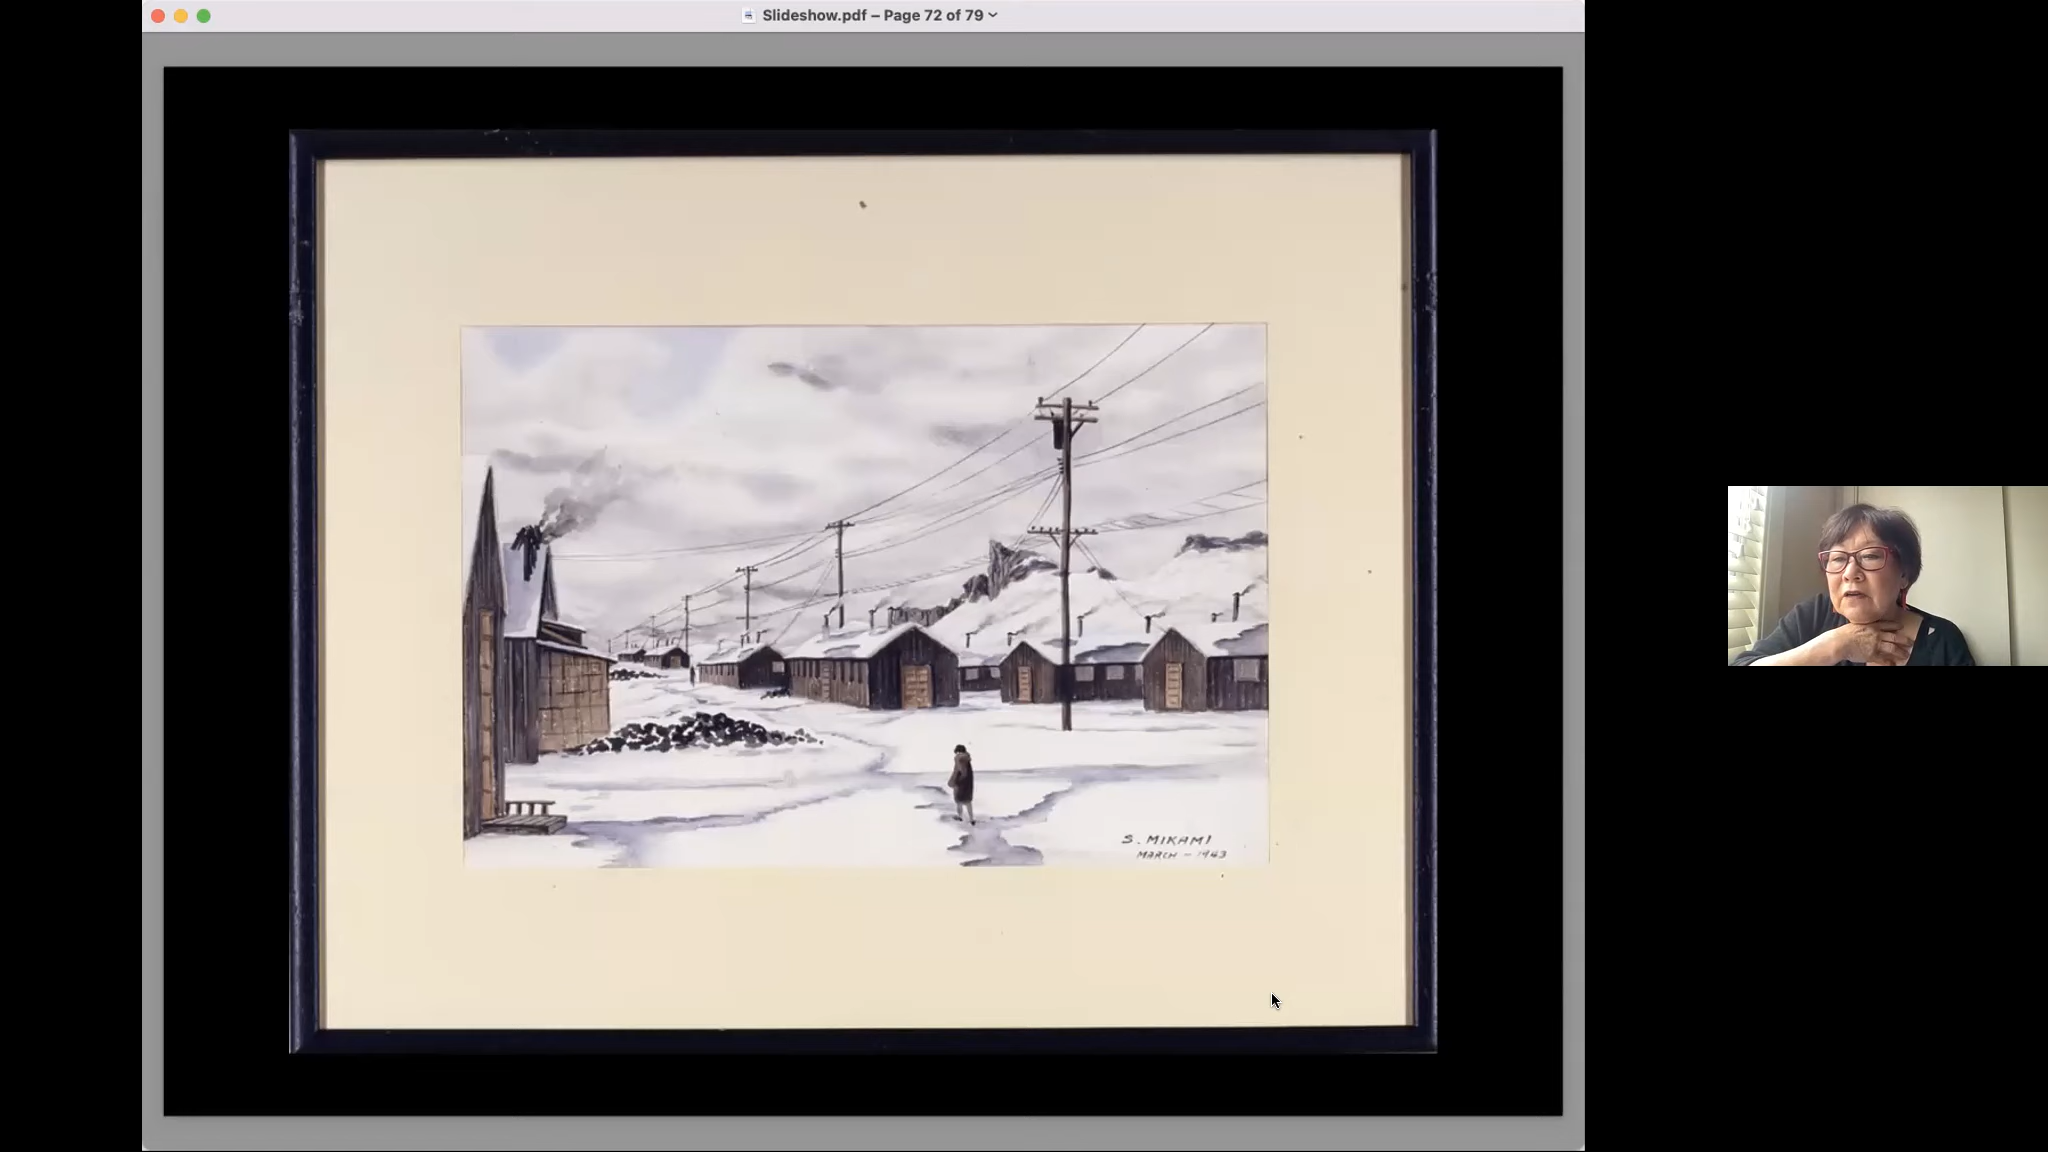 Slideshow.pdf – Page 72 of 79
S. MIKAMI
MARCH – 1943